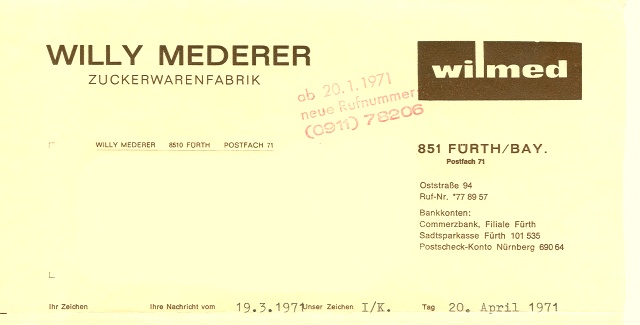 WILLY MEDERER
ZUCKERWARENFABRIK
wilmed
ab 20.1.1971
neue Rufnummer:
(0911) 78206
WILLY MEDERER 8510 FÜRTH POSTFACH 71
851 FÜRTH/BAY.
Postfach 71
Oststraße 94
Ruf-Nr. *77 89 57
Bankkonten:
Commerzbank, Filiale Fürth
Sadtsparkasse Fürth 101 535
Postscheck-Konto Nürnberg 690 64
Ihr Zeichen Ihre Nachricht vom 19.3.1971 Unser Zeichen I/K. Tag 20. April 1971